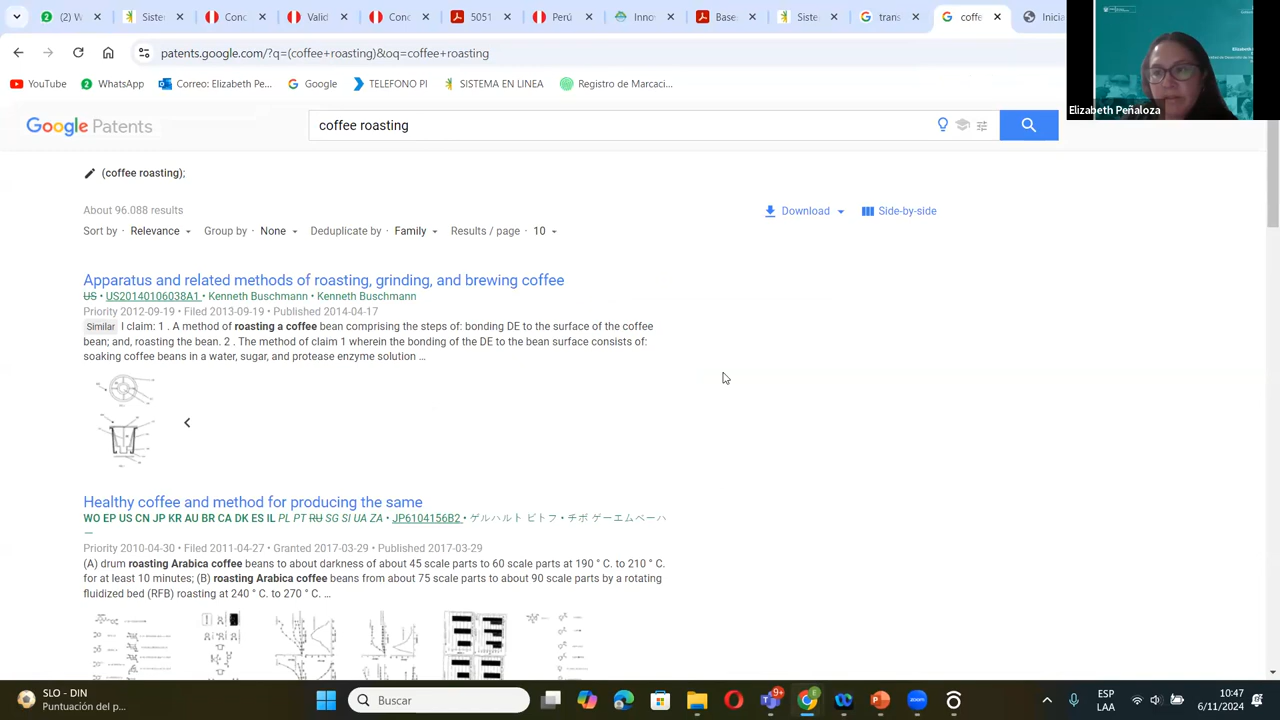 Soli
Perú
Perú
Inno
Base
Sesio
trans
coffe
Inicia
patents.google.com/?q=(coffee+roasting)&oq=coffee+roasting
YouTube
WhatsApp
Correo: Elizabeth Pe...
Google
TELEFONO PI
SISTEMA EN LINEA
Registro de Marcaci...
Elizabeth Peñaloza
Google Patents
coffee roasting
(coffee roasting);
About 96.088 results
Download
Side-by-side
Sort by · Relevance
Group by · None
Deduplicate by · Family
Results / page · 10
Apparatus and related methods of roasting, grinding, and brewing coffee
US • US20140106038A1 • Kenneth Buschmann • Kenneth Buschmann
Priority 2012-09-19 • Filed 2013-09-19 • Published 2014-04-17
Similar I claim: 1 . A method of roasting a coffee bean comprising the steps of: bonding DE to the surface of the coffee
bean; and, roasting the bean. 2 . The method of claim 1 wherein the bonding of the DE to the bean surface consists of:
soaking coffee beans in a water, sugar, and protease enzyme solution …
Healthy coffee and method for producing the same
WO EP US CN JP KR AU BR CA DK ES IL PL PT RU SG SI UA ZA • JP6104156B2 • ゲルハルト ビトフ • チボ ゲーエムベーハ
ー
Priority 2010-04-30 • Filed 2011-04-27 • Granted 2017-03-29 • Published 2017-03-29
(A) drum roasting Arabica coffee beans to about darkness of about 45 scale parts to 60 scale parts at 190 ° C. to 210 ° C.
for at least 10 minutes; (B) roasting Arabica coffee beans from about 75 scale parts to about 90 scale parts by a rotating
fluidized bed (RFB) roasting at 240 ° C. to 270 ° C. …
SLO - DIN
Puntuación del p...
Buscar
9+
zoom
ESP
LAA
10:47
6/11/2024